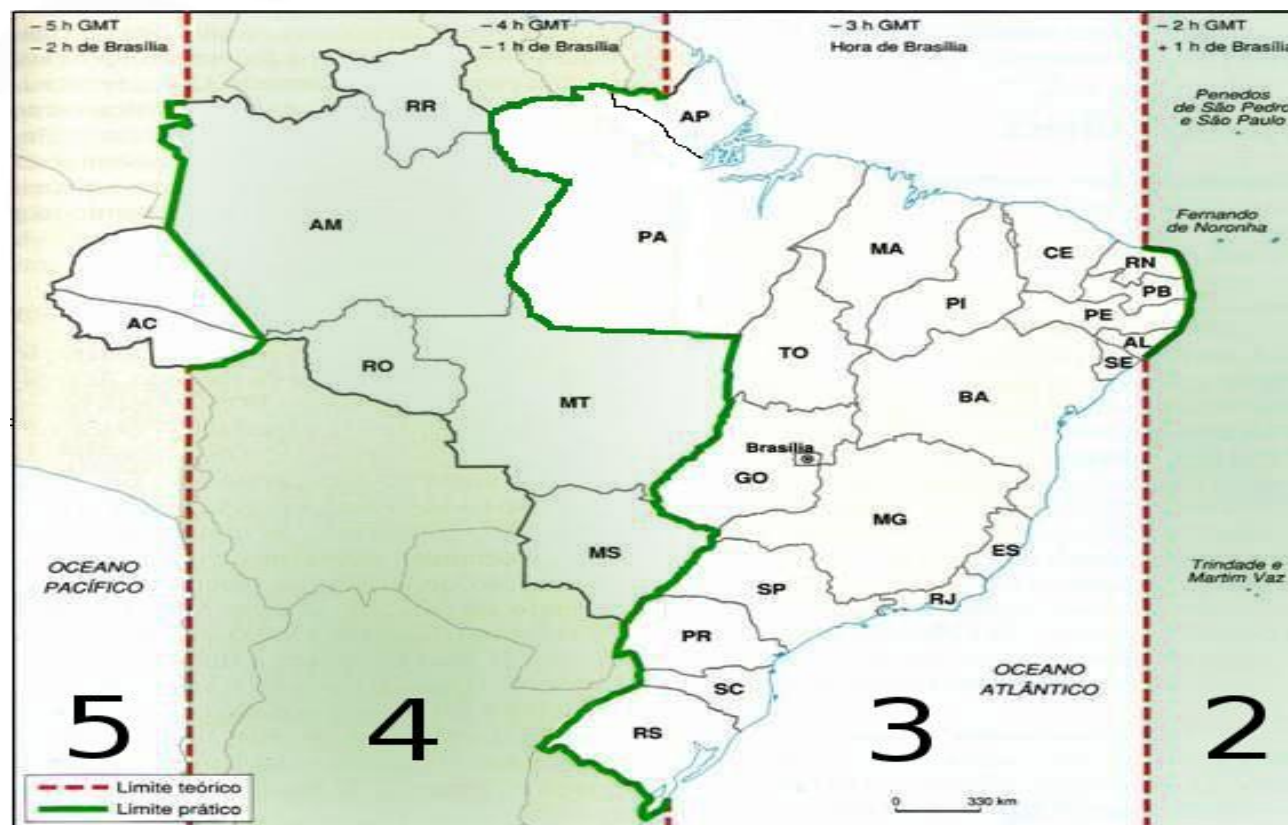 – 5 h GMT
– 2 h de Brasília
– 4 h GMT
– 1 h de Brasília
– 3 h GMT
Hora de Brasília
– 2 h GMT
+ 1 h de Brasília
Penedos
de São Pedro
e São Paulo
RR
AP
AM
PA
Fernando
de Noronha
MA
CE
RN
PB
PI
PE
AC
AL
SE
RO
TO
MT
BA
Brasília
GO
MG
MS
ES
OCEANO
PACÍFICO
Trindade e
Martim Vaz
SP
RJ
PR
OCEANO
ATLÂNTICO
SC
RS
5
4
3
2
Limite teórico
Limite prático
0 330 km